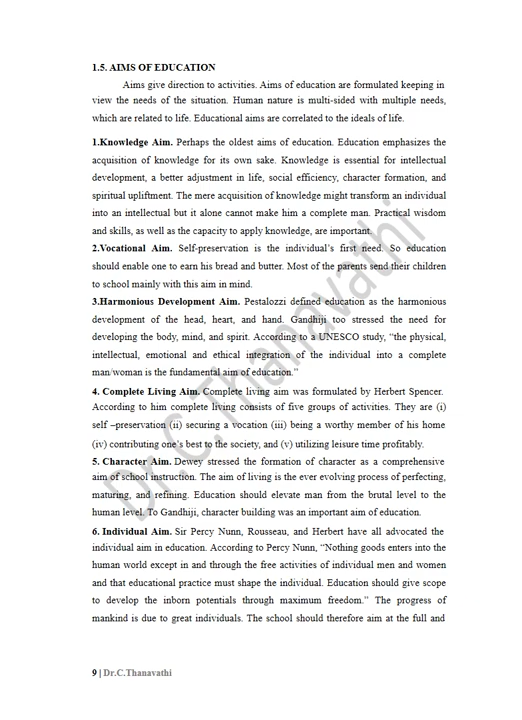 1.5. AIMS OF EDUCATION
Aims give direction to activities. Aims of education are formulated keeping in
view the needs of the situation. Human nature is multi-sided with multiple needs,
which are related to life. Educational aims are correlated to the ideals of life.
1.Knowledge Aim. Perhaps the oldest aims of education. Education emphasizes the
acquisition of knowledge for its own sake. Knowledge is essential for intellectual
development, a better adjustment in life, social efficiency, character formation, and
spiritual upliftment. The mere acquisition of knowledge might transform an individual
into an intellectual but it alone cannot make him a complete man. Practical wisdom
and skills, as well as the capacity to apply knowledge, are important.
2.Vocational Aim. Self-preservation is the individual’s first need. So education
should enable one to earn his bread and butter. Most of the parents send their children
to school mainly with this aim in mind.
3.Harmonious Development Aim. Pestalozzi defined education as the harmonious
development of the head, heart, and hand. Gandhiji too stressed the need for
developing the body, mind, and spirit. According to a UNESCO study, “the physical,
intellectual, emotional and ethical integration of the individual into a complete
man/woman is the fundamental aim of education.”
4. Complete Living Aim. Complete living aim was formulated by Herbert Spencer.
According to him complete living consists of five groups of activities. They are (i)
self –preservation (ii) securing a vocation (iii) being a worthy member of his home
(iv) contributing one’s best to the society, and (v) utilizing leisure time profitably.
5. Character Aim. Dewey stressed the formation of character as a comprehensive
aim of school instruction. The aim of living is the ever evolving process of perfecting,
maturing, and refining. Education should elevate man from the brutal level to the
human level. To Gandhiji, character building was an important aim of education.
6. Individual Aim. Sir Percy Nunn, Rousseau, and Herbert have all advocated the
individual aim in education. According to Percy Nunn, “Nothing goods enters into the
human world except in and through the free activities of individual men and women
and that educational practice must shape the individual. Education should give scope
to develop the inborn potentials through maximum freedom.” The progress of
mankind is due to great individuals. The school should therefore aim at the full and
9 | Dr.C.Thanavathi
Dr.C.Thanavathi